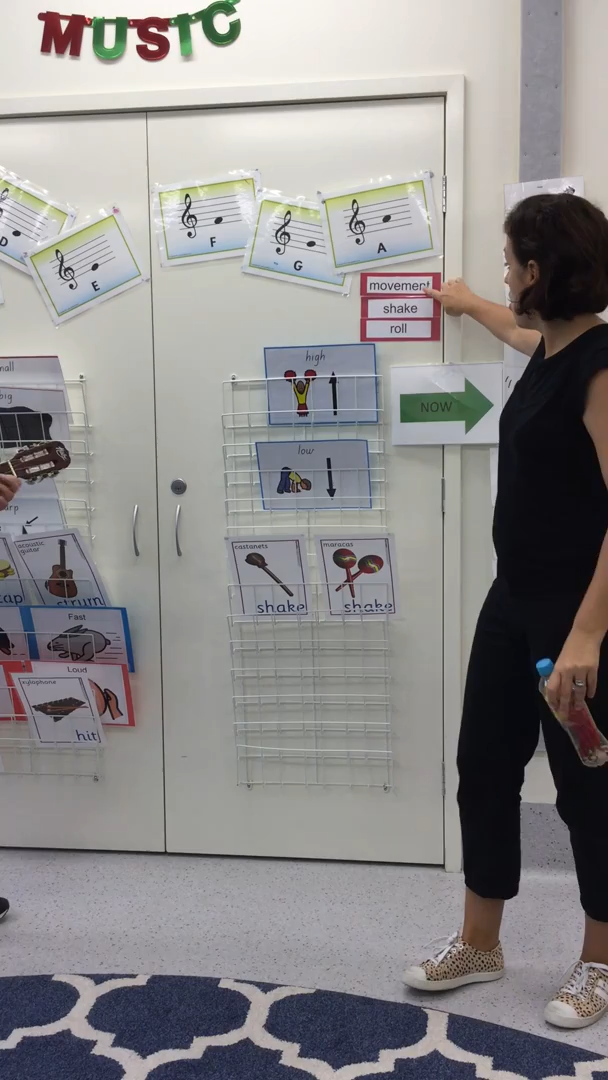 MUSIC
D
E
F
G
A
movement
shake
roll
high
NOW
low
big
castanets
shake
maracas
shake
acoustic
guitar
strum
Fast
Loud
xylophone
hit